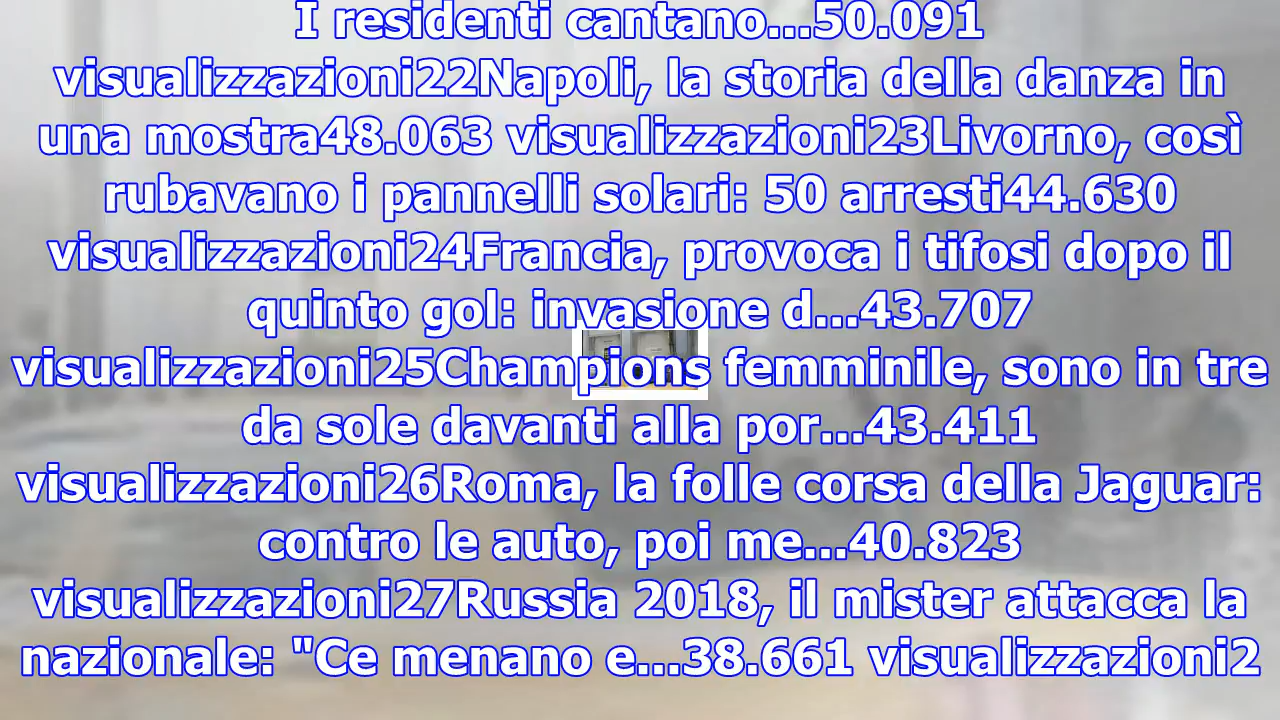 I residenti cantano...50.091
visualizzazioni22Napoli, la storia della danza in
una mostra48.063 visualizzazioni23Livorno, così
rubavano i pannelli solari: 50 arresti44.630
visualizzazioni24Francia, provoca i tifosi dopo il
quinto gol: invasione d...43.707
visualizzazioni25Champions femminile, sono in tre
da sole davanti alla por...43.411
visualizzazioni26Roma, la folle corsa della Jaguar:
contro le auto, poi me...40.823
visualizzazioni27Russia 2018, il mister attacca la
nazionale: "Ce menano e...38.661 visualizzazioni2